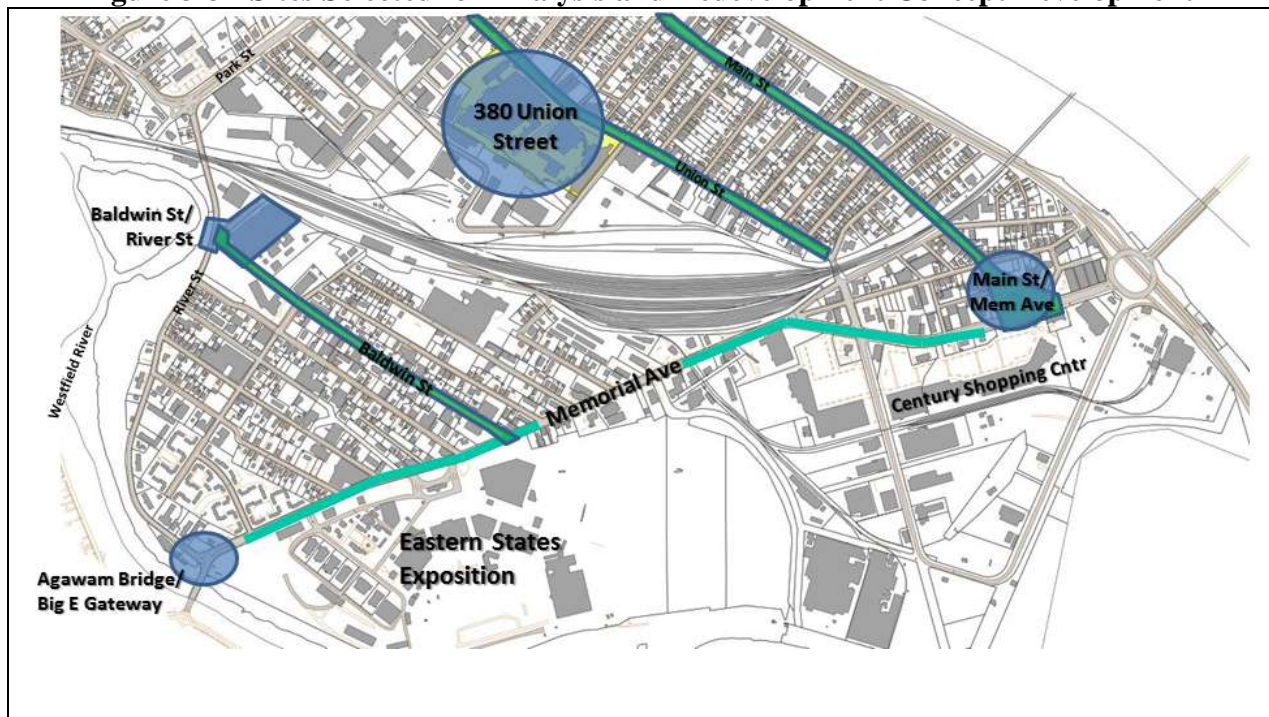 Park St
Main St
380 Union
Street
Union St
Baldwin St/
River St
River St
Westfield River
Baldwin St
Main St/
Mem Ave
Memorial Ave
Century Shopping Cntr
Eastern States
Exposition
Agawam Bridge/
Big E Gateway